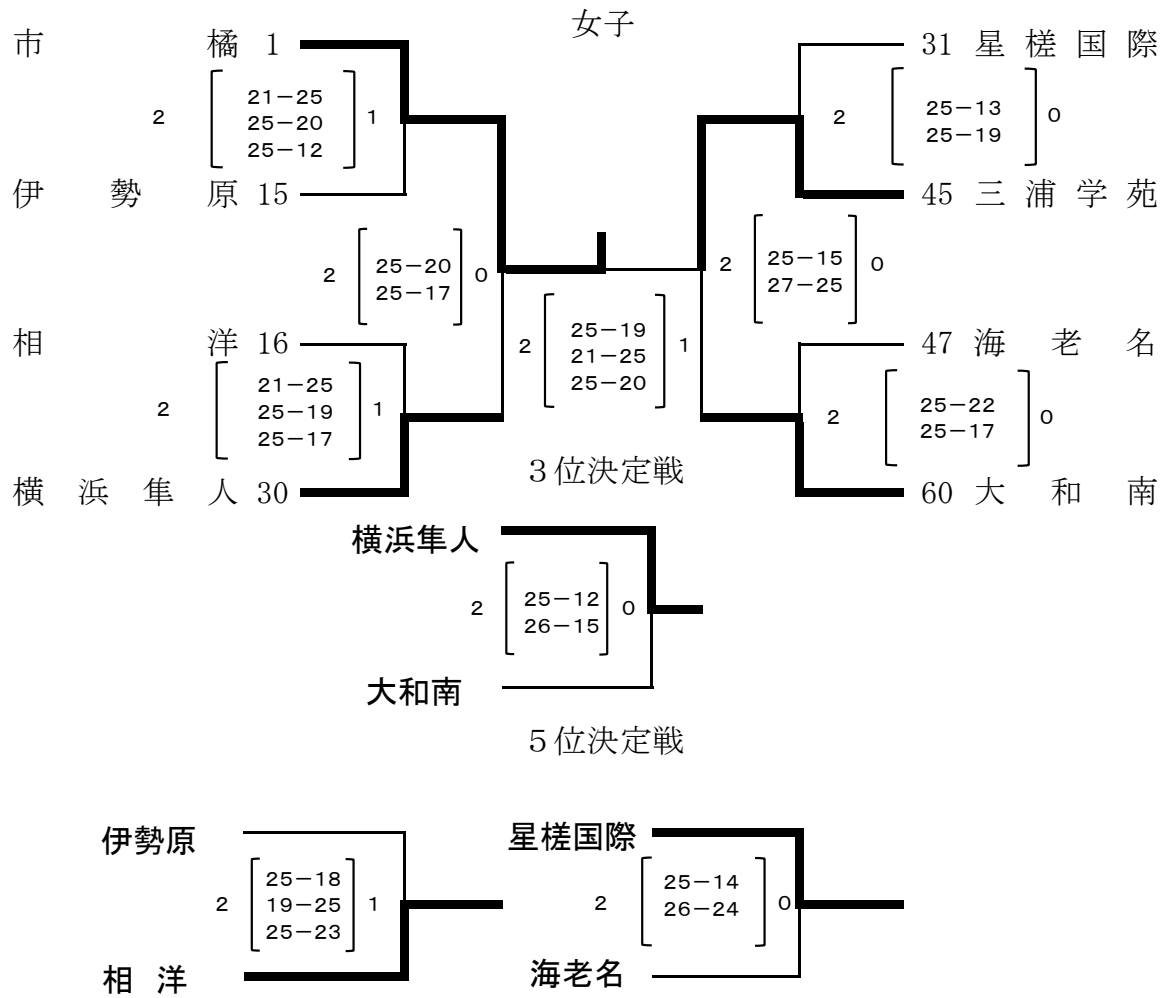 女子
市橘 1
2 21−25 1
25−20
25−12
伊勢原 15
31 星槎国際
2 25−13 0
25−19
45 三浦学苑
2 25−20 0
25−17
2 25−15 0
27−25
相洋 16
2 21−25 1
25−19
25−17
横浜隼人 30
2 25−19 1
21−25
25−20
47 海老名
2 25−22 0
25−17
60 大和南
3位決定戦
横浜隼人
2 25−12 0
26−15
大和南
5位決定戦
伊勢原
2 25−18 1
19−25
25−23
相洋
星槎国際
2 25−14 0
26−24
海老名